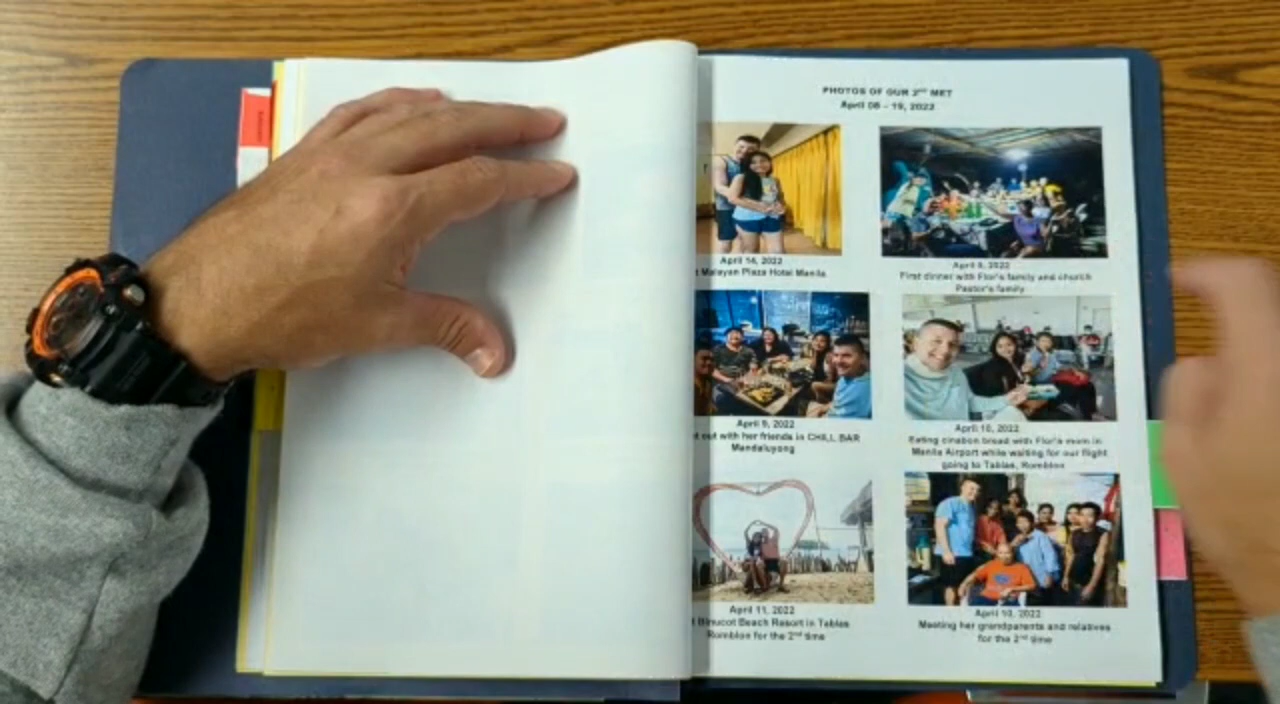 PHOTOS OF OUR 2ND MET
April 08 - 19, 2022
April 14, 2022
Malayan Plaza Hotel Manila
April 8, 2022
First dinner with Flor's family and church
Pastor's family
April 9, 2022
out with her friends in CHILL BAR
Mandaluyong
April 10, 2022
Eating cinabon bread with Flor's mom in
Manila Airport while waiting for our flight
going to Tablas, Romblon
April 11, 2022
Binucot Beach Resort in Tablas
Romblon for the 2nd time
April 10, 2022
Meeting her grandparents and relatives
for the 2nd time